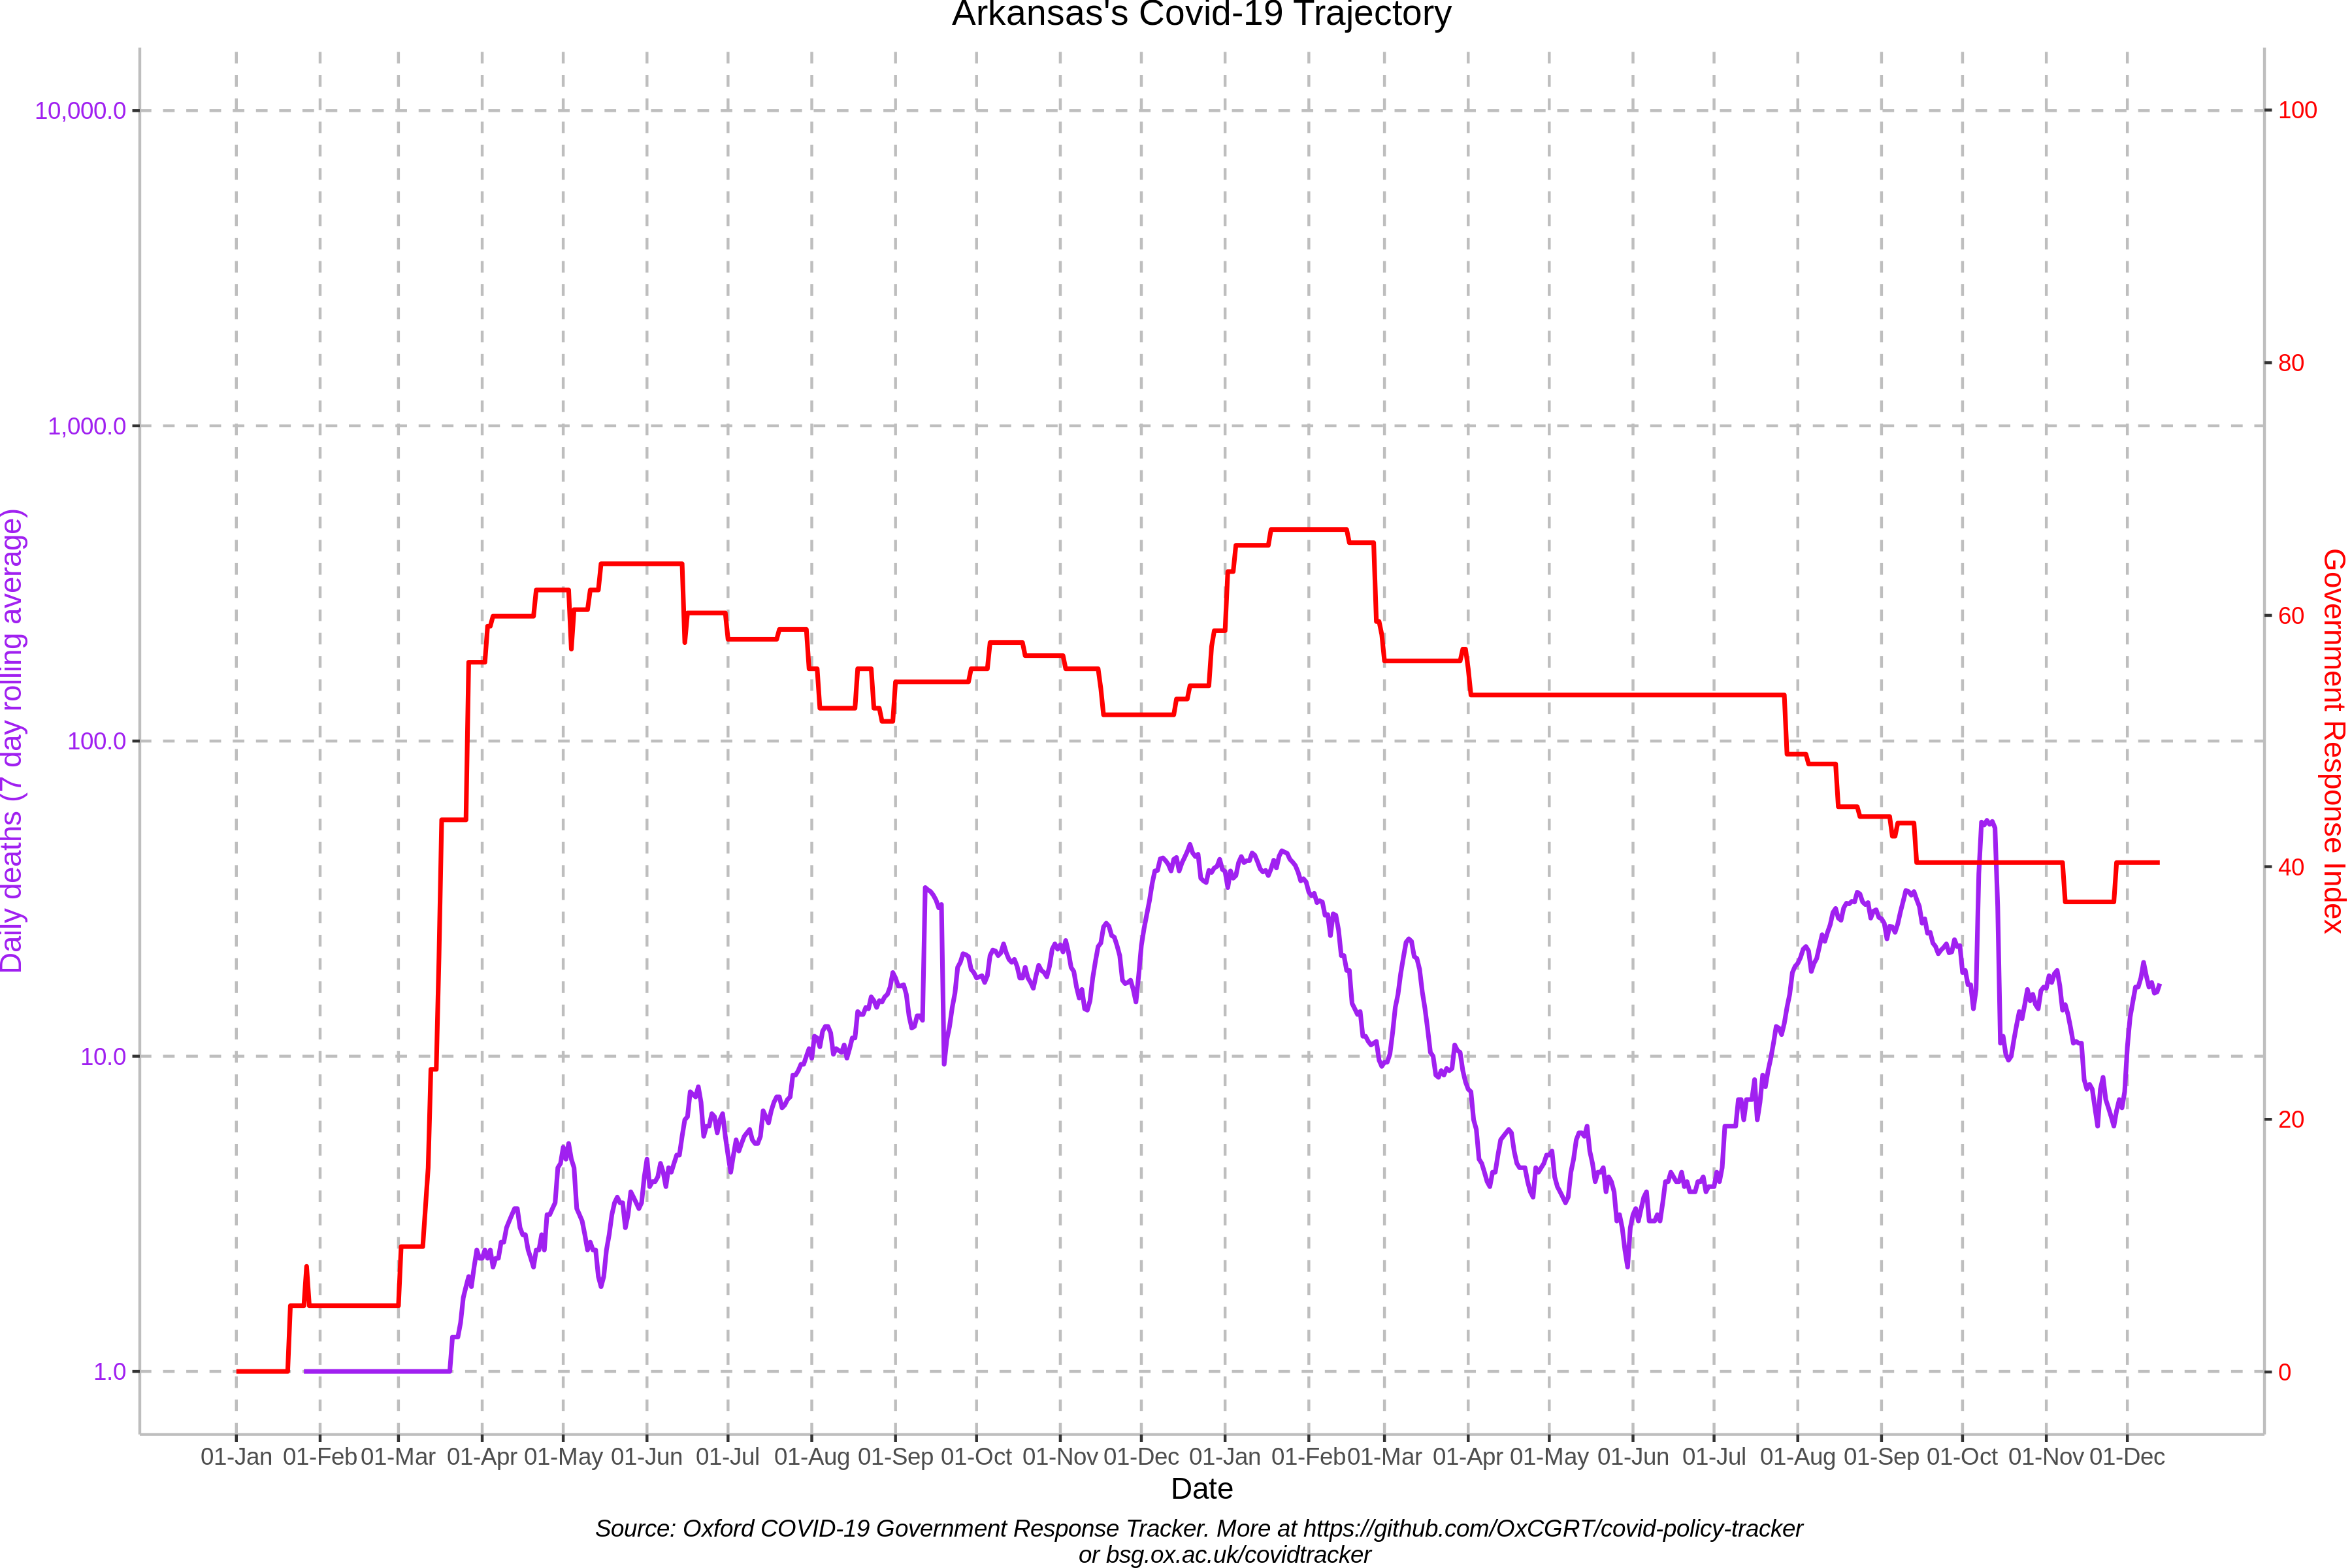 Arkansas's Covid-19 Trajectory
10,000.0
1,000.0
100.0
10.0
1.0
Daily deaths (7 day rolling average)
100
80
60
40
20
0
Government Response Index
01-Jan 01-Feb 01-Mar 01-Apr 01-May 01-Jun 01-Jul 01-Aug 01-Sep 01-Oct 01-Nov 01-Dec 01-Jan 01-Feb 01-Mar 01-Apr 01-May 01-Jun 01-Jul 01-Aug 01-Sep 01-Oct 01-Nov 01-Dec
Date
Source: Oxford COVID-19 Government Response Tracker. More at https://github.com/OxCGRT/covid-policy-tracker
or bsg.ox.ac.uk/covidtracker